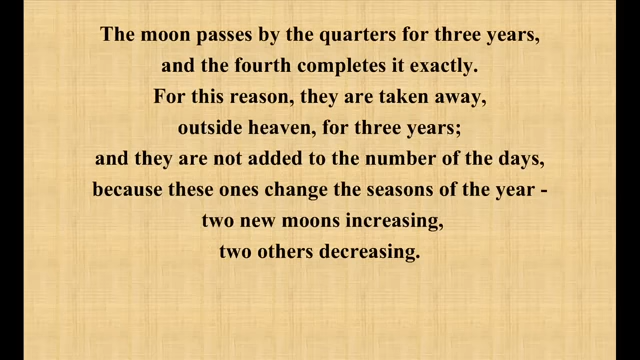 The moon passes by the quarters for three years,
and the fourth completes it exactly.
For this reason, they are taken away,
outside heaven, for three years;
and they are not added to the number of the days,
because these ones change the seasons of the year -
two new moons increasing,
two others decreasing.